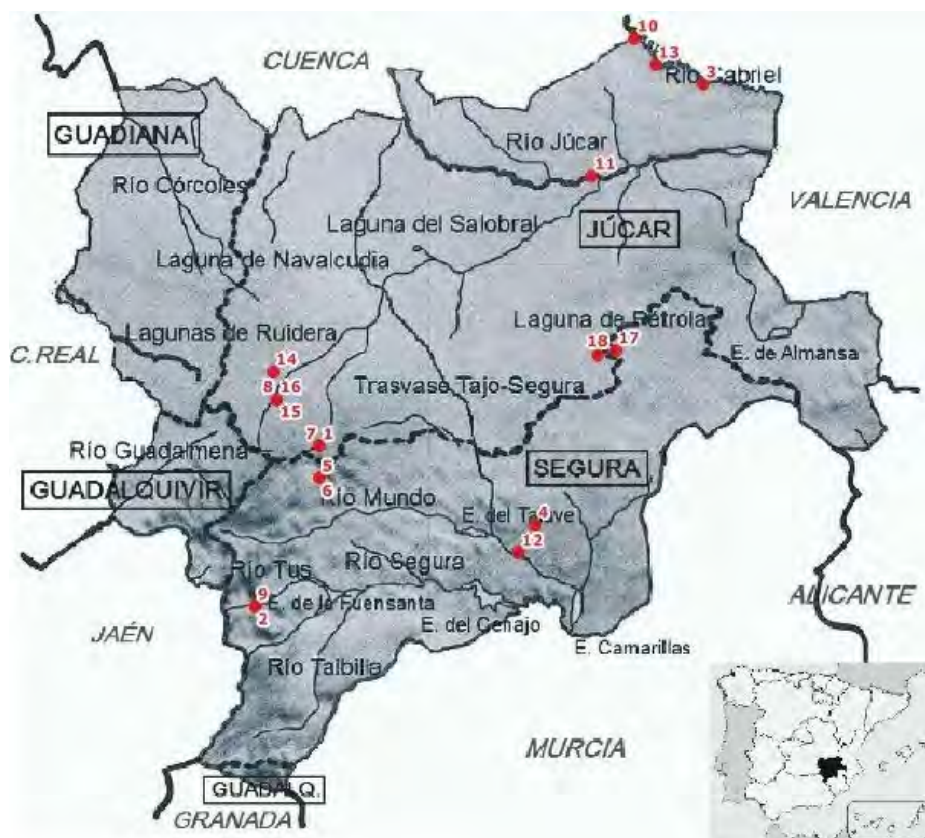 10
CUENCA
13
Río Cabriel
3
GUADIANA
Río Júcar
11
Río Córcoles
VALENCIA
Laguna del Salobral
JÚCAR
Laguna de Navalcudia
Laguna de Pétrola
Lagunas de Ruidera
18
17
E. de Almansa
C. REAL
14
8
16
15
Trasvase Tajo-Segura
7
1
Río Guadalmena
5
6
SEGURA
GUADALQUIVIR
Río Mundo
4
E. del Talave
12
Río Segura
Río Tus
9
2
E. de la Fuensanta
ALICANTE
JAÉN
E. del Cenajo
E. Camarillas
Río Taibilla
MURCIA
GUADALQ.
GRANADA